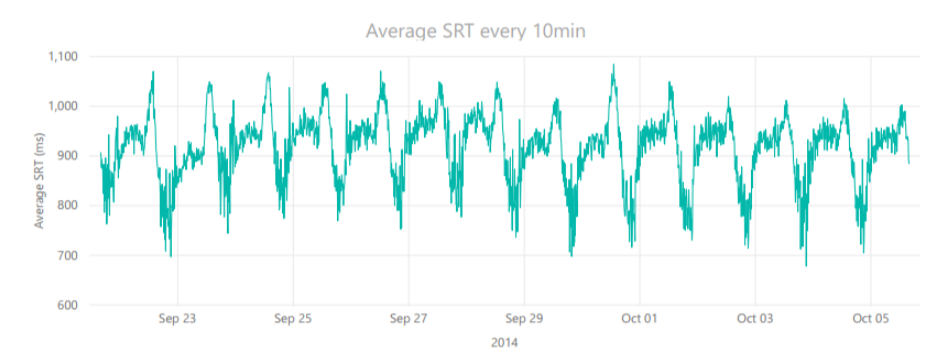 Average SRT every 10min
1,100
1,000
900
800
700
600
Average SRT (ms)
Sep 23 Sep 25 Sep 27 Sep 29 Oct 01 Oct 03 Oct 05
2014